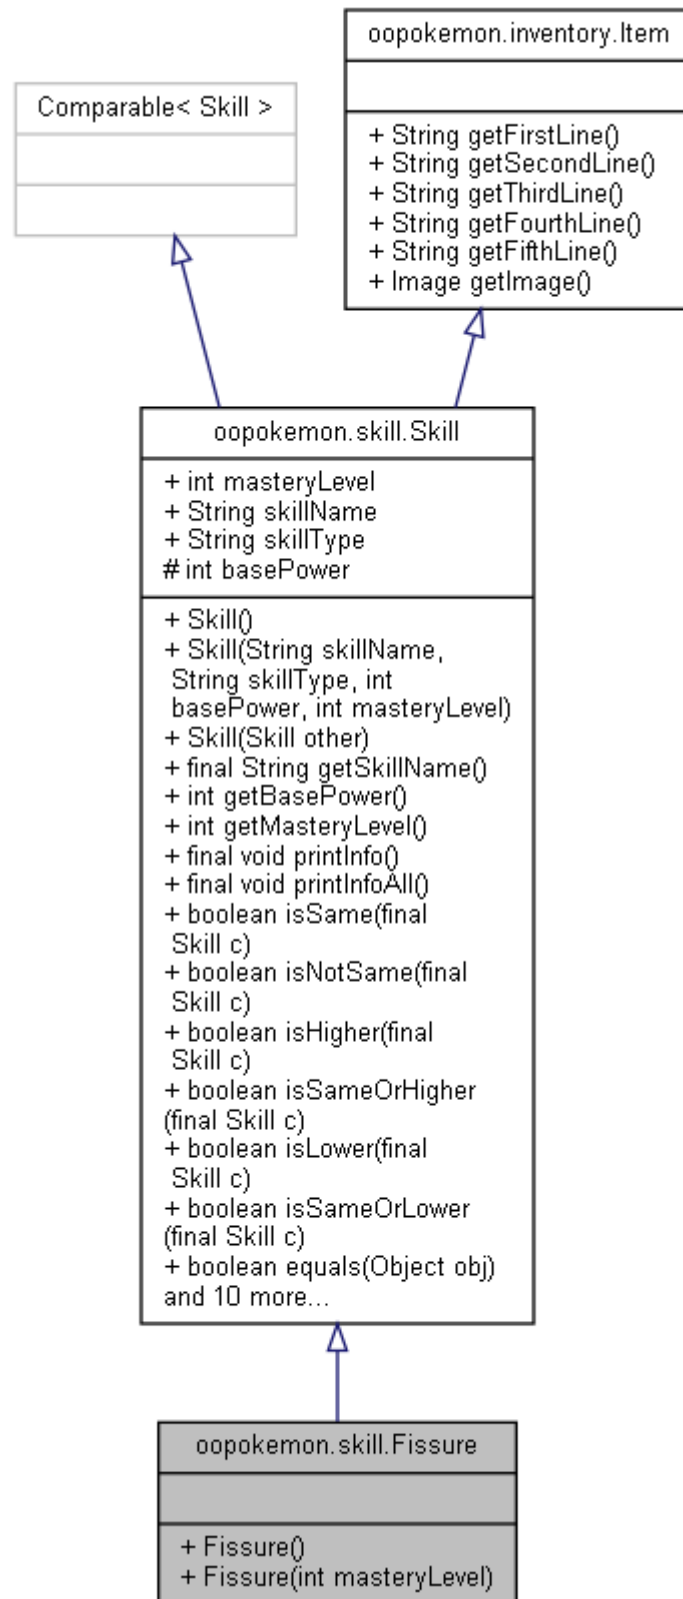 oopokemon.inventory.Item
+ String getFirstLine()
+ String getSecondLine()
+ String getThirdLine()
+ String getFourthLine()
+ String getFifthLine()
+ Image getImage()
Comparable< Skill >
oopokemon.skill.Skill
+ int masteryLevel
+ String skillName
+ String skillType
# int basePower
+ Skill()
+ Skill(String skillName,
String skillType, int
basePower, int masteryLevel)
+ Skill(Skill other)
+ final String getSkillName()
+ int getBasePower()
+ int getMasteryLevel()
+ final void printInfo()
+ final void printInfoAll()
+ boolean isSame(final
Skill c)
+ boolean isNotSame(final
Skill c)
+ boolean isHigher(final
Skill c)
+ boolean isSameOrHigher
(final Skill c)
+ boolean isLower(final
Skill c)
+ boolean isSameOrLower
(final Skill c)
+ boolean equals(Object obj)
and 10 more...
oopokemon.skill.Fissure
+ Fissure()
+ Fissure(int masteryLevel)